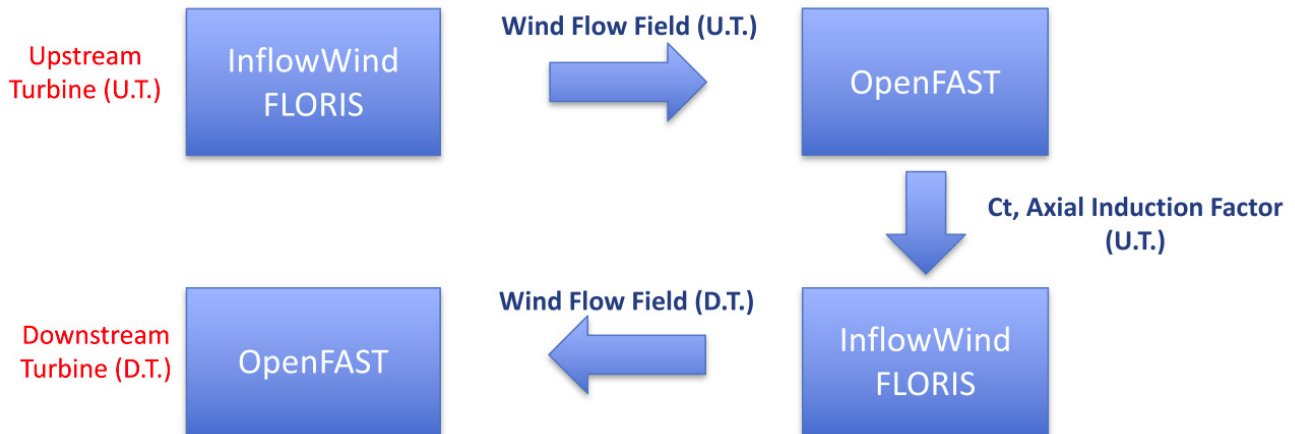 Wind Flow Field (U.T.)
Upstream
Turbine (U.T.)
InflowWind
FLORIS
OpenFAST
Ct, Axial Induction Factor
(U.T.)
Wind Flow Field (D.T.)
Downstream
Turbine (D.T.)
OpenFAST
InflowWind
FLORIS